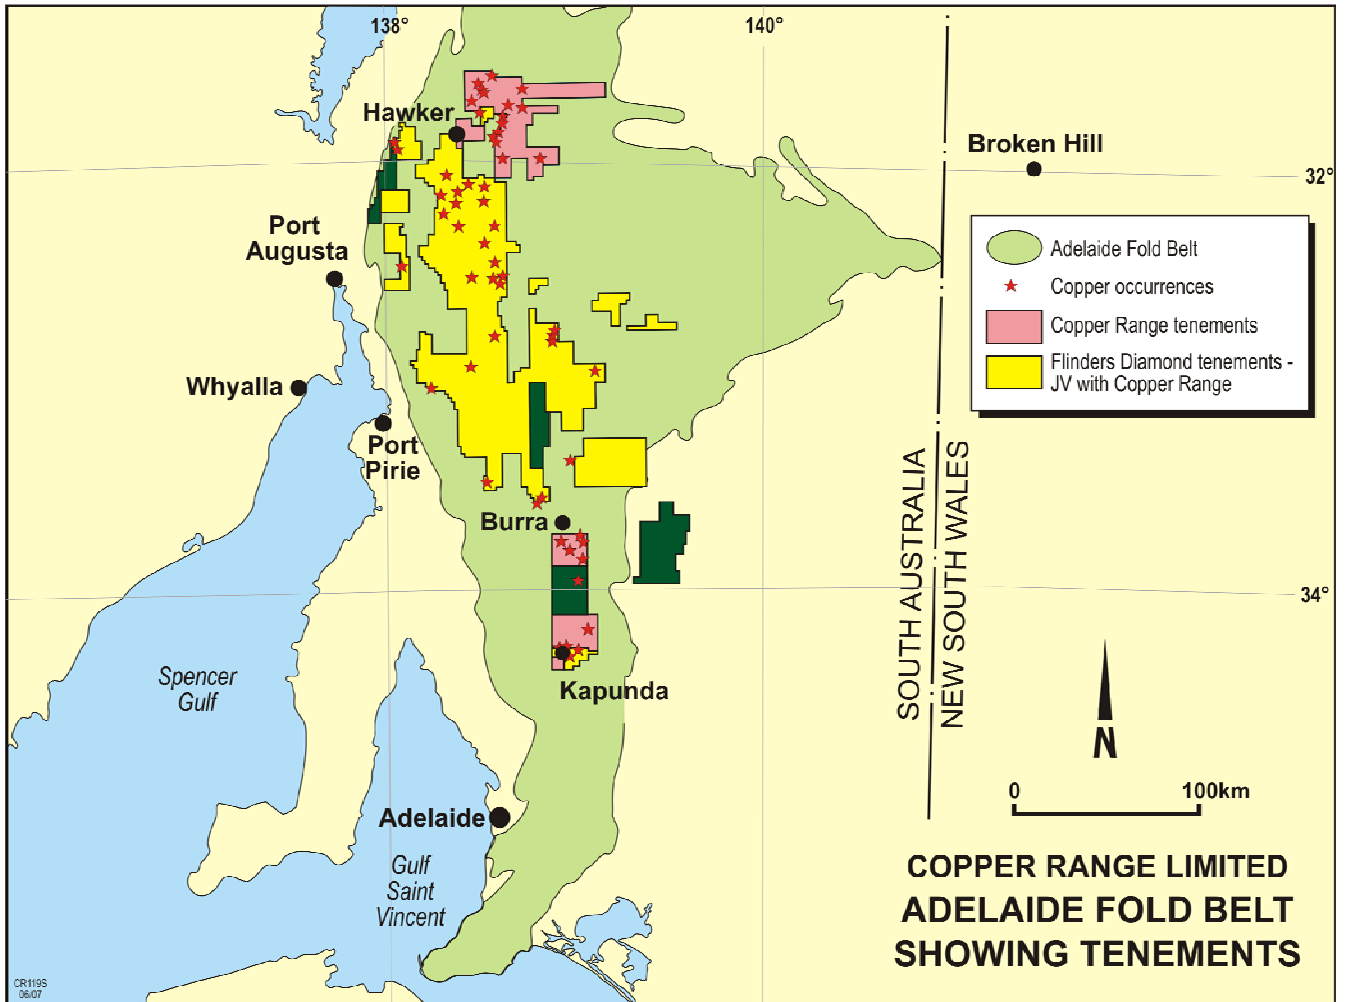 138°
140°
Hawker
Broken Hill
32°
Port
Augusta
Adelaide Fold Belt
Copper occurrences
Copper Range tenements
Flinders Diamond tenements -
JV with Copper Range
Whyalla
Port
Pirie
SOUTH AUSTRALIA
NEW SOUTH WALES
Burra
34°
Spencer
Gulf
Kapunda
N
0 100km
Adelaide
Gulf
Saint
Vincent
COPPER RANGE LIMITED
ADELAIDE FOLD BELT
SHOWING TENEMENTS
CR119S
06/07